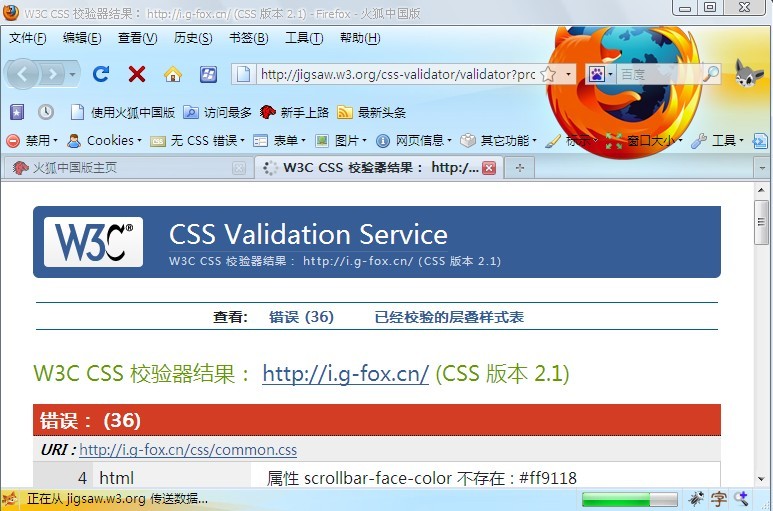 W3C CSS 校验器结果： http://i.g-fox.cn/ (CSS 版本 2.1) - Firefox - 火狐中国版
文件(F) 编辑(E) 查看(V) 历史(S) 书签(B) 工具(T) 帮助(H)
http://jigsaw.w3.org/css-validator/validator?pro 百度
使用火狐中国版 访问最多 新手上路 最新头条
禁用 Cookies 无 CSS 错误 表单 图片 网页信息 其它功能 标示 窗口大小 工具
火狐中国版主页 W3C CSS 校验器结果： http:/...
W3C® CSS Validation Service
W3C CSS 校验器结果： http://i.g-fox.cn/ (CSS 版本 2.1)
查看: 错误 (36) 已经校验的层叠样式表
W3C CSS 校验器结果： http://i.g-fox.cn/ (CSS 版本 2.1)
错误： (36)
URI : http://i.g-fox.cn/css/common.css
4 html 属性 scrollbar-face-color 不存在 : #ff9118
正在从 jigsaw.w3.org 传送数据... 字